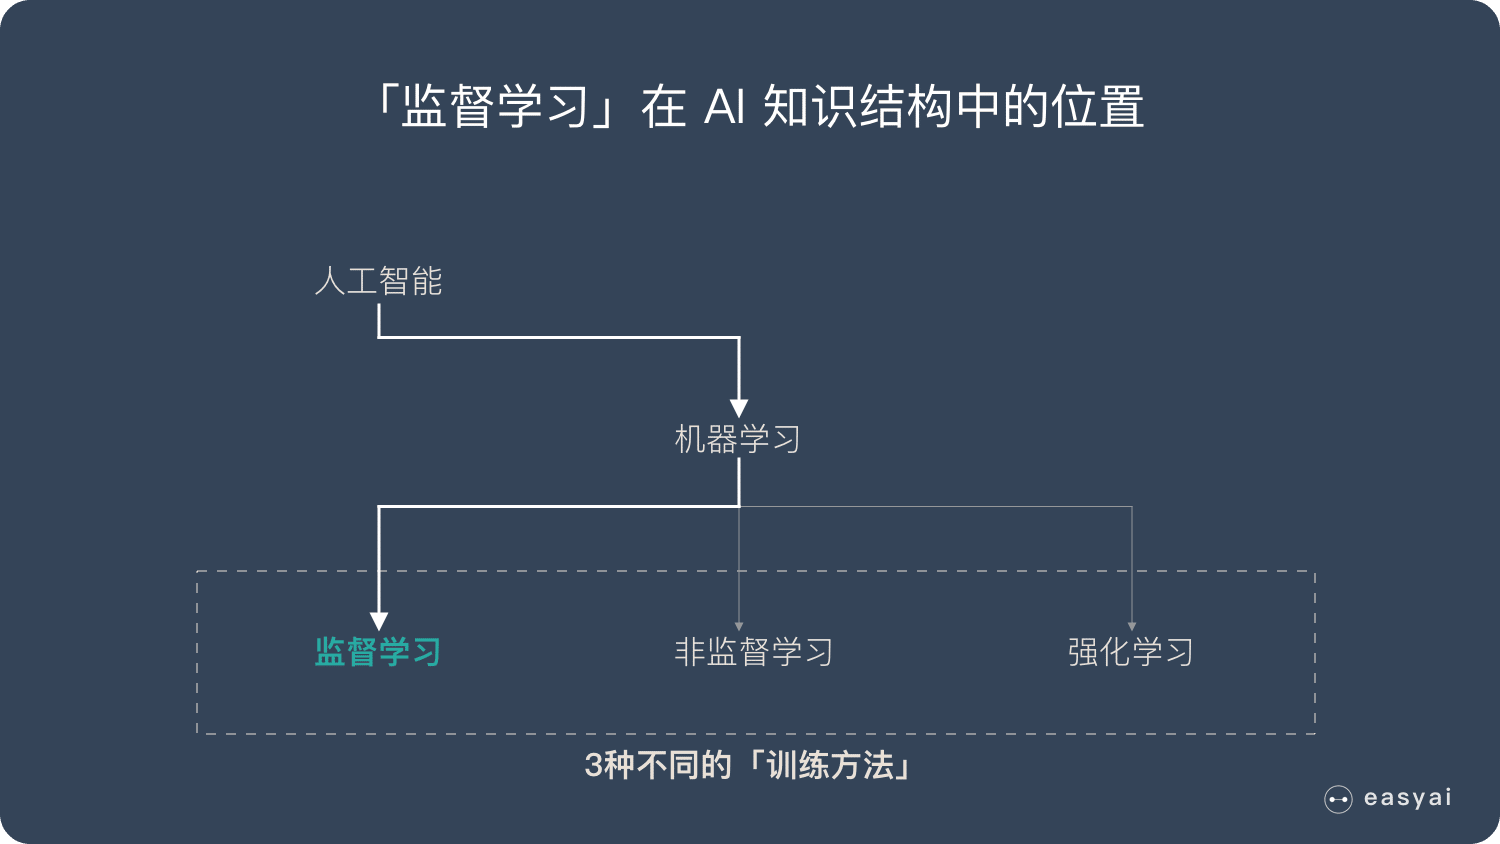 「监督学习」在 AI 知识结构中的位置
人工智能
机器学习
监督学习
非监督学习
强化学习
3种不同的「训练方法」
easyai